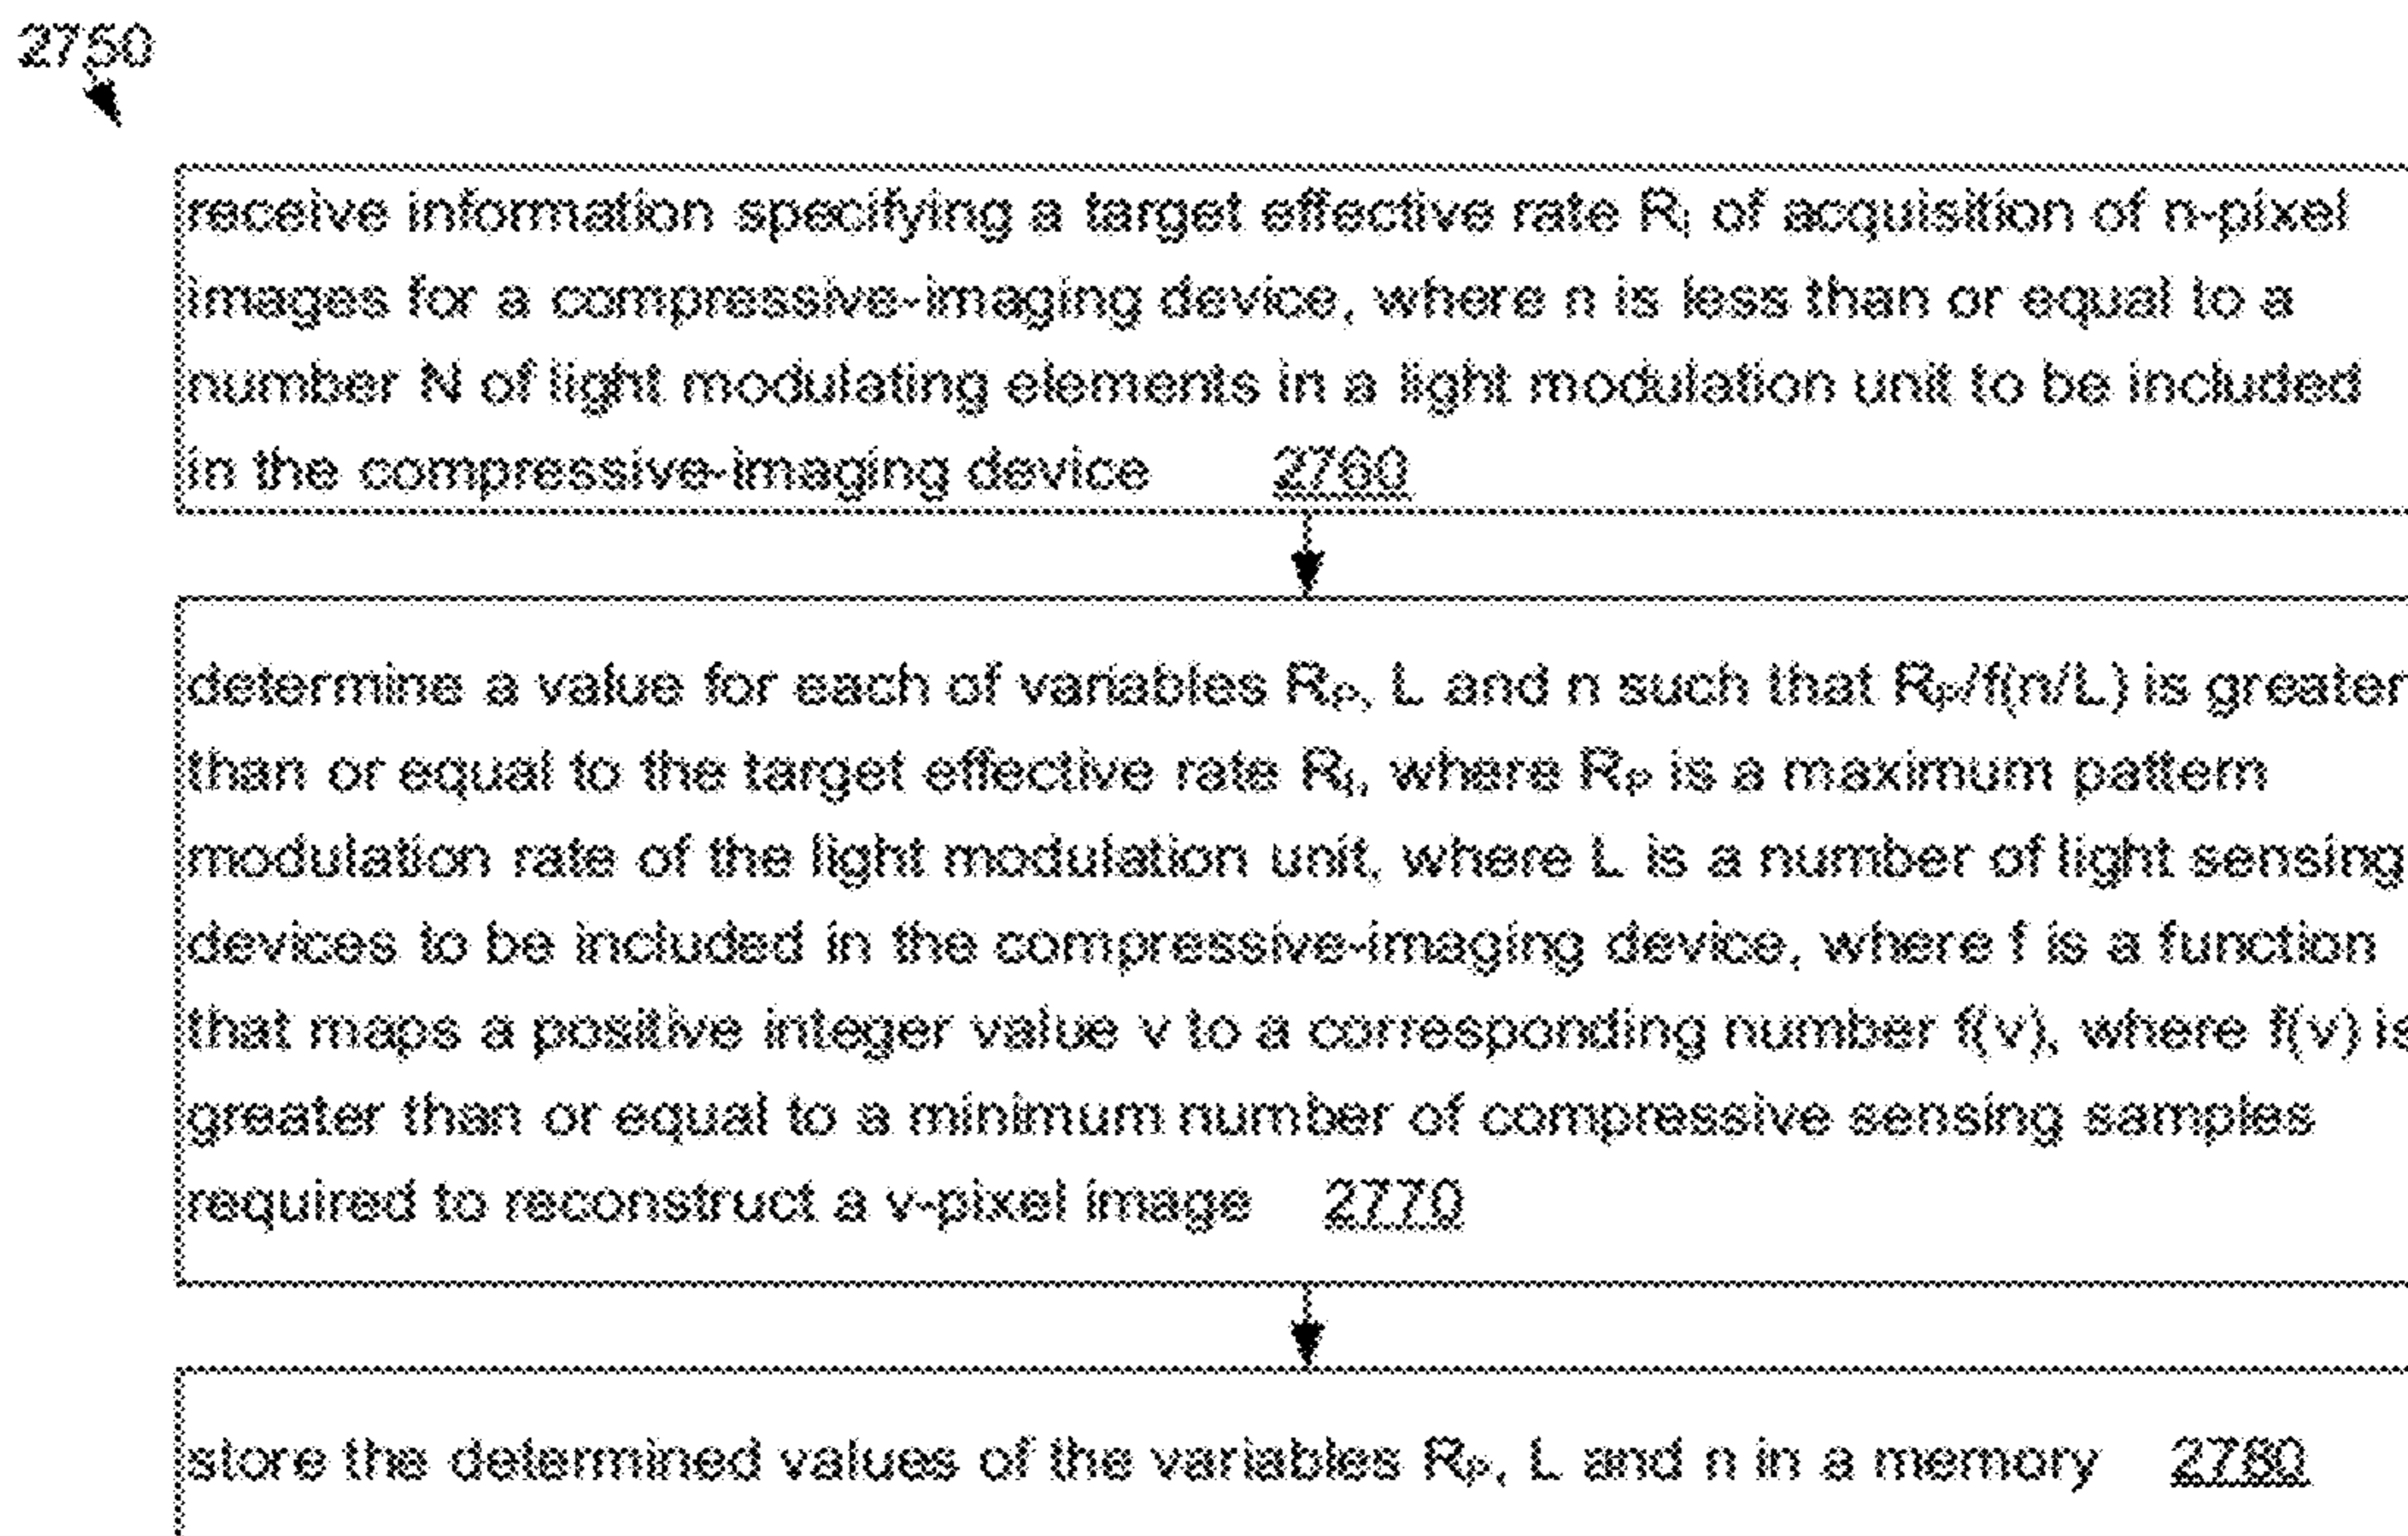 2750
receive information specifying a target effective rate Rᵢ of acquisition of n-pixel
images for a compressive-imaging device, where n is less than or equal to a
number N of light modulating elements in a light modulation unit to be included
in the compressive-imaging device 2760
determine a value for each of variables Rₚ, L and n such that Rₚ/f(n/L) is greater
than or equal to the target effective rate Rᵢ, where Rₚ is a maximum pattern
modulation rate of the light modulation unit, where L is a number of light sensing
devices to be included in the compressive-imaging device, where f is a function
that maps a positive integer value v to a corresponding number f(v), where f(v) is
greater than or equal to a minimum number of compressive sensing samples
required to reconstruct a v-pixel image 2770
store the determined values of the variables Rₚ, L and n in a memory 2780